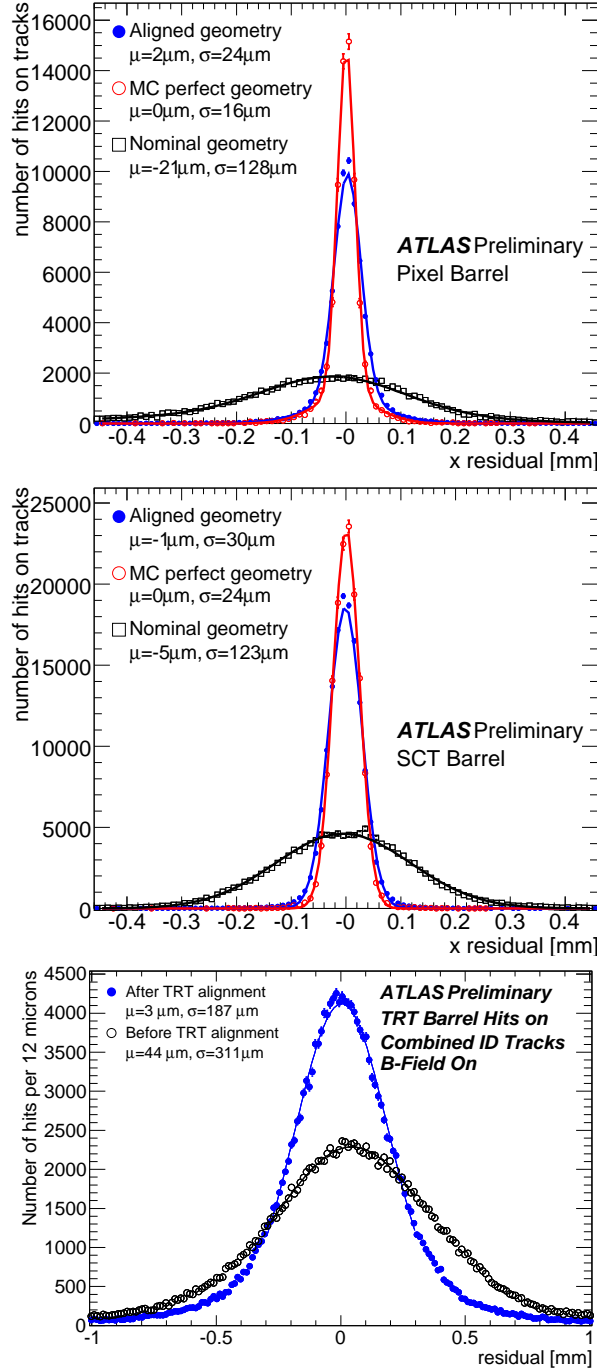 Aligned geometry
μ=2μm, σ=24μm
MC perfect geometry
μ=0μm, σ=16μm
Nominal geometry
μ=-21μm, σ=128μm
ATLAS Preliminary
Pixel Barrel
number of hits on tracks
16000
14000
12000
10000
8000
6000
4000
2000
0
-0.4 -0.3 -0.2 -0.1 -0 0.1 0.2 0.3 0.4
x residual [mm]
Aligned geometry
μ=-1μm, σ=30μm
MC perfect geometry
μ=0μm, σ=24μm
Nominal geometry
μ=-5μm, σ=123μm
ATLAS Preliminary
SCT Barrel
number of hits on tracks
25000
20000
15000
10000
5000
0
-0.4 -0.3 -0.2 -0.1 -0 0.1 0.2 0.3 0.4
x residual [mm]
After TRT alignment
μ=3 μm, σ=187 μm
Before TRT alignment
μ=44 μm, σ=311μm
ATLAS Preliminary
TRT Barrel Hits on
Combined ID Tracks
B-Field On
Number of hits per 12 microns
4500
4000
3500
3000
2500
2000
1500
1000
500
0
-1 -0.5 0 0.5 1
residual [mm]